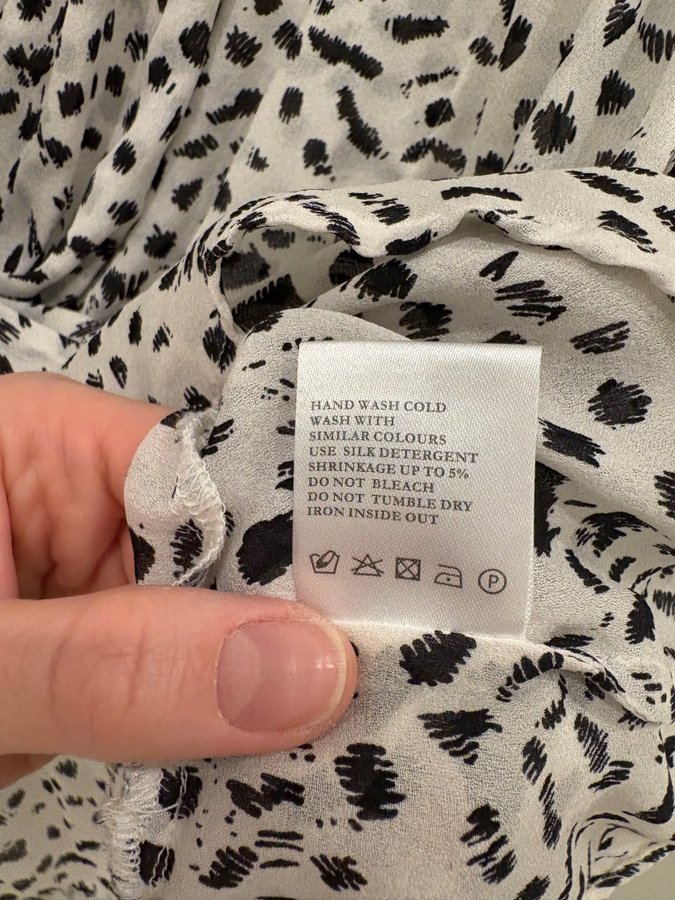 HAND WASH COLD
WASH WITH
SIMILAR COLOURS
USE SILK DETERGENT
SHRINKAGE UP TO 5%
DO NOT BLEACH
DO NOT TUMBLE DRY
IRON INSIDE OUT
P